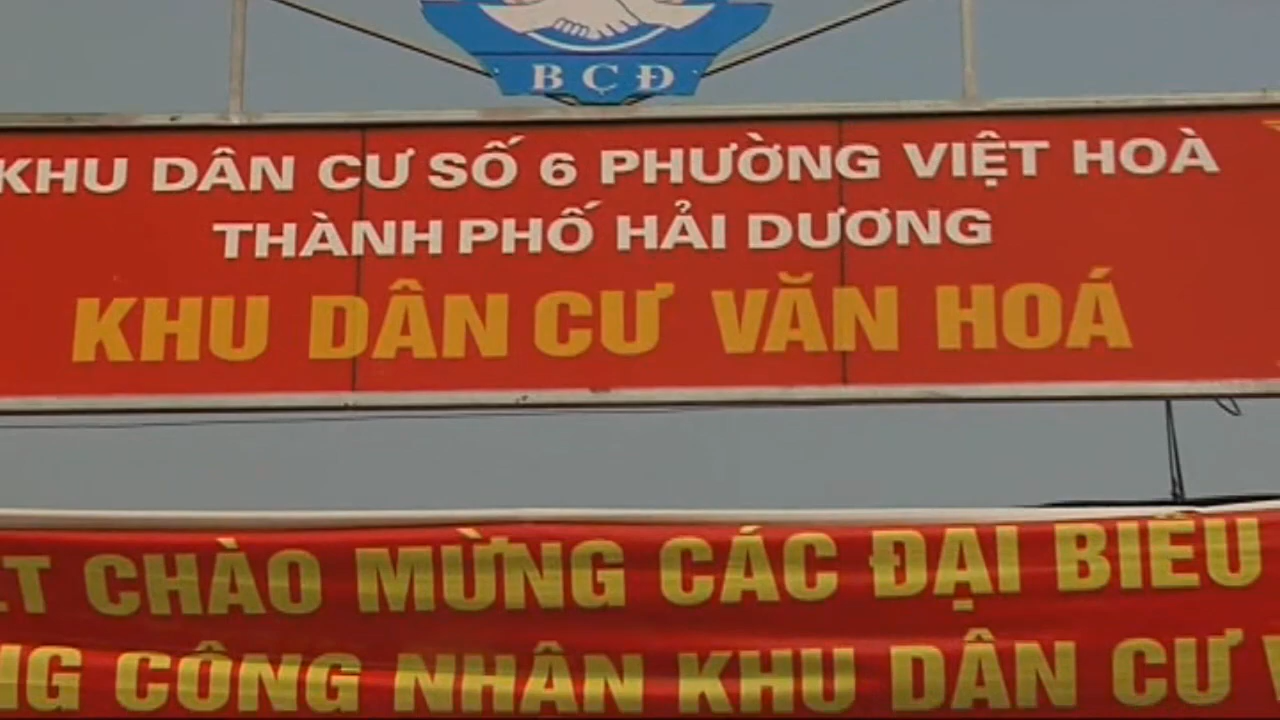 BCĐ
KHU DÂN CƯ SỐ 6 PHƯỜNG VIỆT HOÀ
THÀNH PHỐ HẢI DƯƠNG
KHU DÂN CƯ VĂN HOÁ
CHÀO MỪNG CÁC ĐẠI BIỂU
CÔNG NHÂN KHU DÂN CƯ